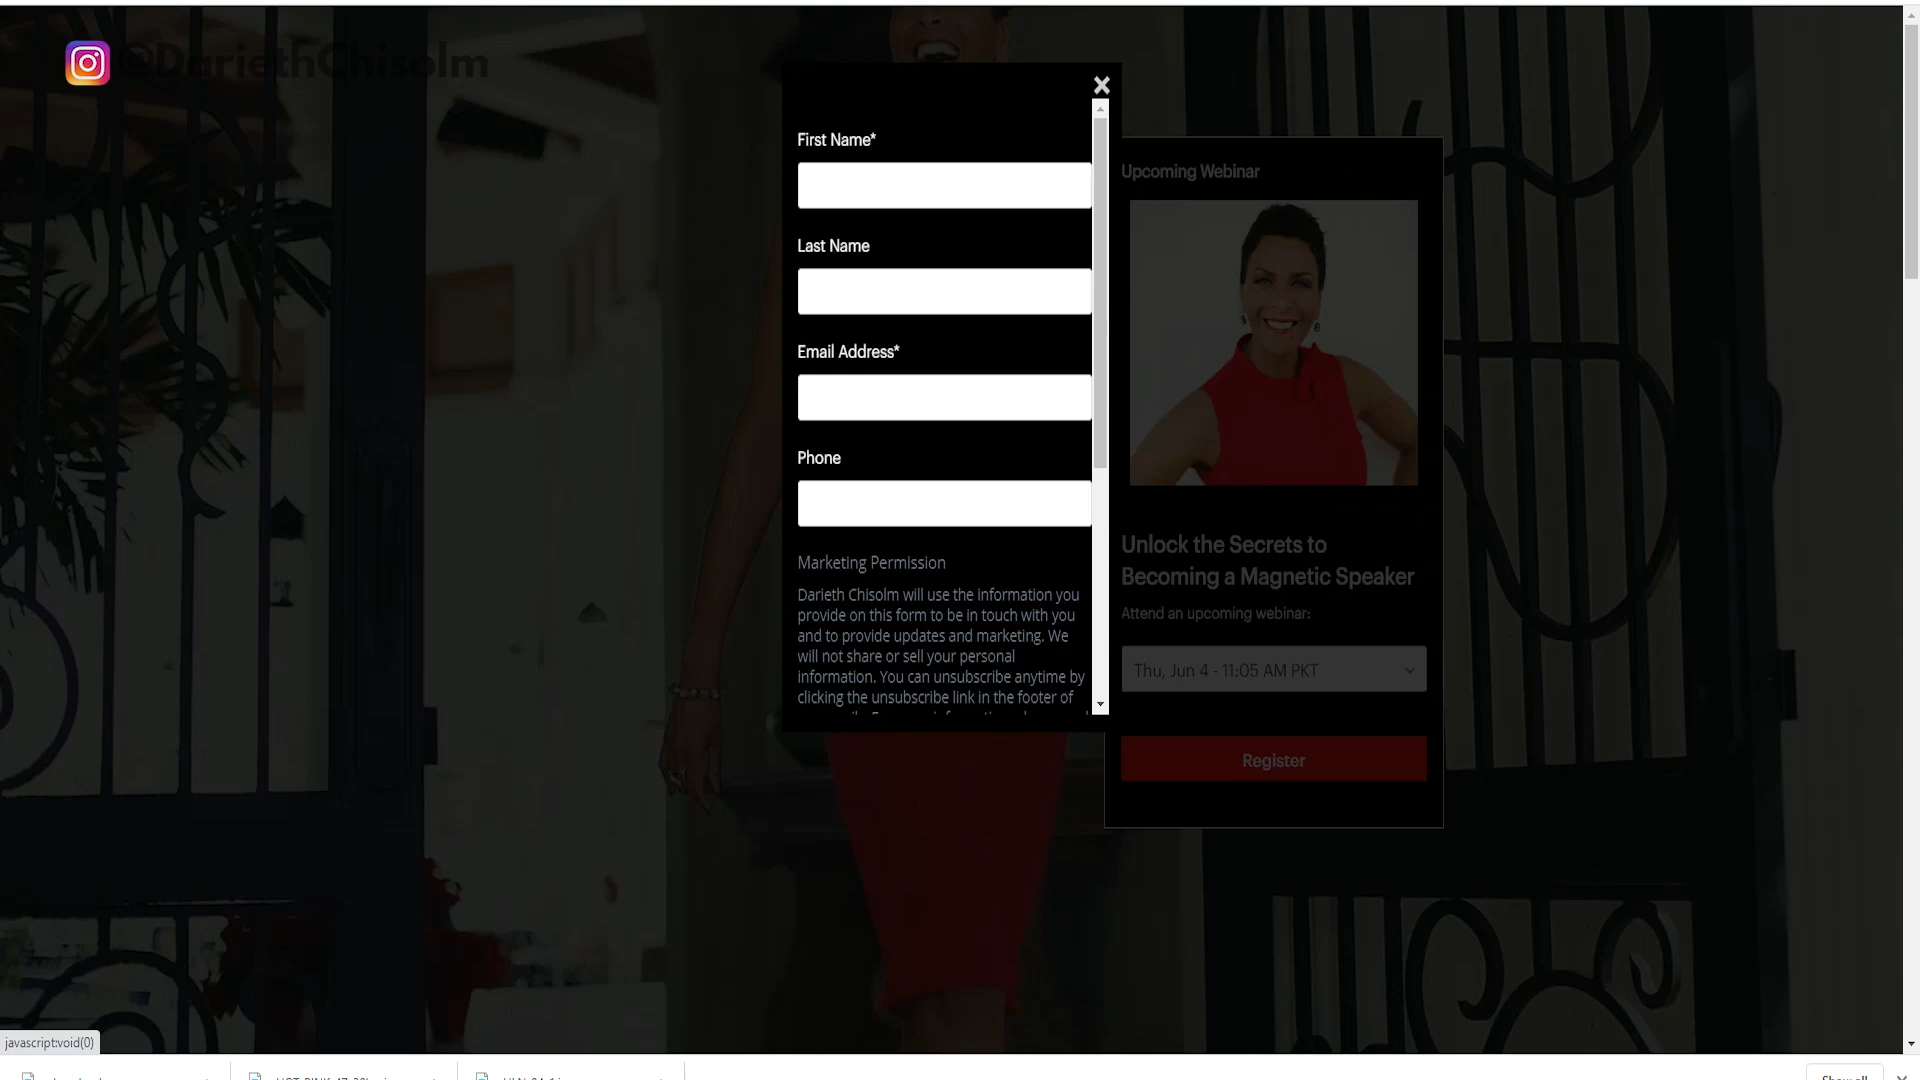 @DariethChisolm
First Name*
Last Name
Email Address*
Phone
Marketing Permission
Darieth Chisolm will use the information you
provide on this form to be in touch with you
and to provide updates and marketing. We
will not share or sell your personal
information. You can unsubscribe anytime by
clicking the unsubscribe link in the footer of
Upcoming Webinar
Unlock the Secrets to
Becoming a Magnetic Speaker
Attend an upcoming webinar:
Thu, Jun 4 - 11:05 AM PKT
Register
javascript:void(0)
Show all